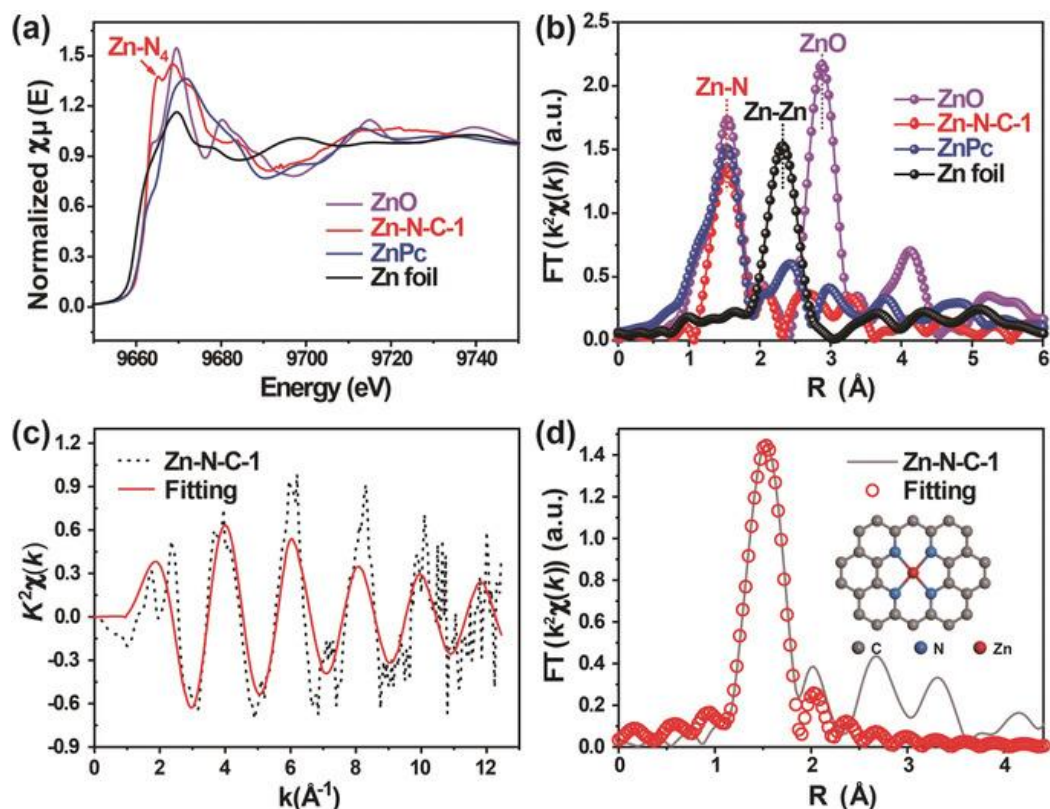 (a)
Zn-N₄
1.5
1.2
0.9
0.6
0.3
0.0
Normalized χμ (E)
ZnO
Zn-N-C-1
ZnPc
Zn foil
9660 9680 9700 9720 9740
Energy (eV)
(b)
ZnO
Zn-N
Zn-Zn
2.5
2.0
1.5
1.0
0.5
0.0
FT (k²χ(k)) (a.u.)
ZnO
Zn-N-C-1
ZnPc
Zn foil
0 1 2 3 4 5 6
R (Å)
(c)
1.2
0.9
0.6
0.3
0.0
-0.3
-0.6
-0.9
K²χ(k)
Zn-N-C-1
Fitting
0 2 4 6 8 10 12
k(Å⁻¹)
(d)
1.4
1.2
1.0
0.8
0.6
0.4
0.2
0.0
FT (k²χ(k)) (a.u.)
Zn-N-C-1
Fitting
C N Zn
0 1 2 3 4
R (Å)